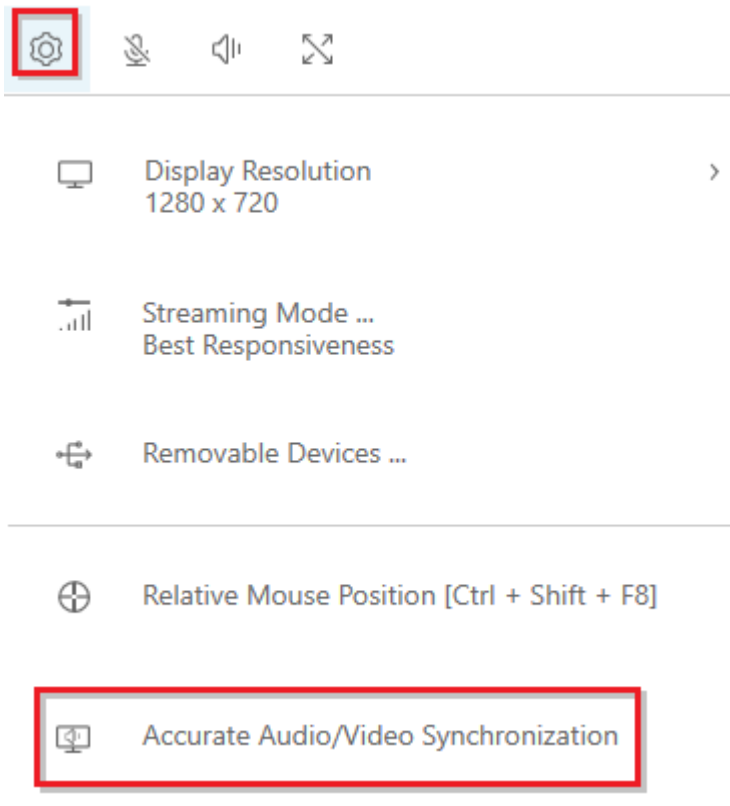 Display Resolution
1280 x 720
Streaming Mode ...
Best Responsiveness
Removable Devices ...
Relative Mouse Position [Ctrl + Shift + F8]
Accurate Audio/Video Synchronization